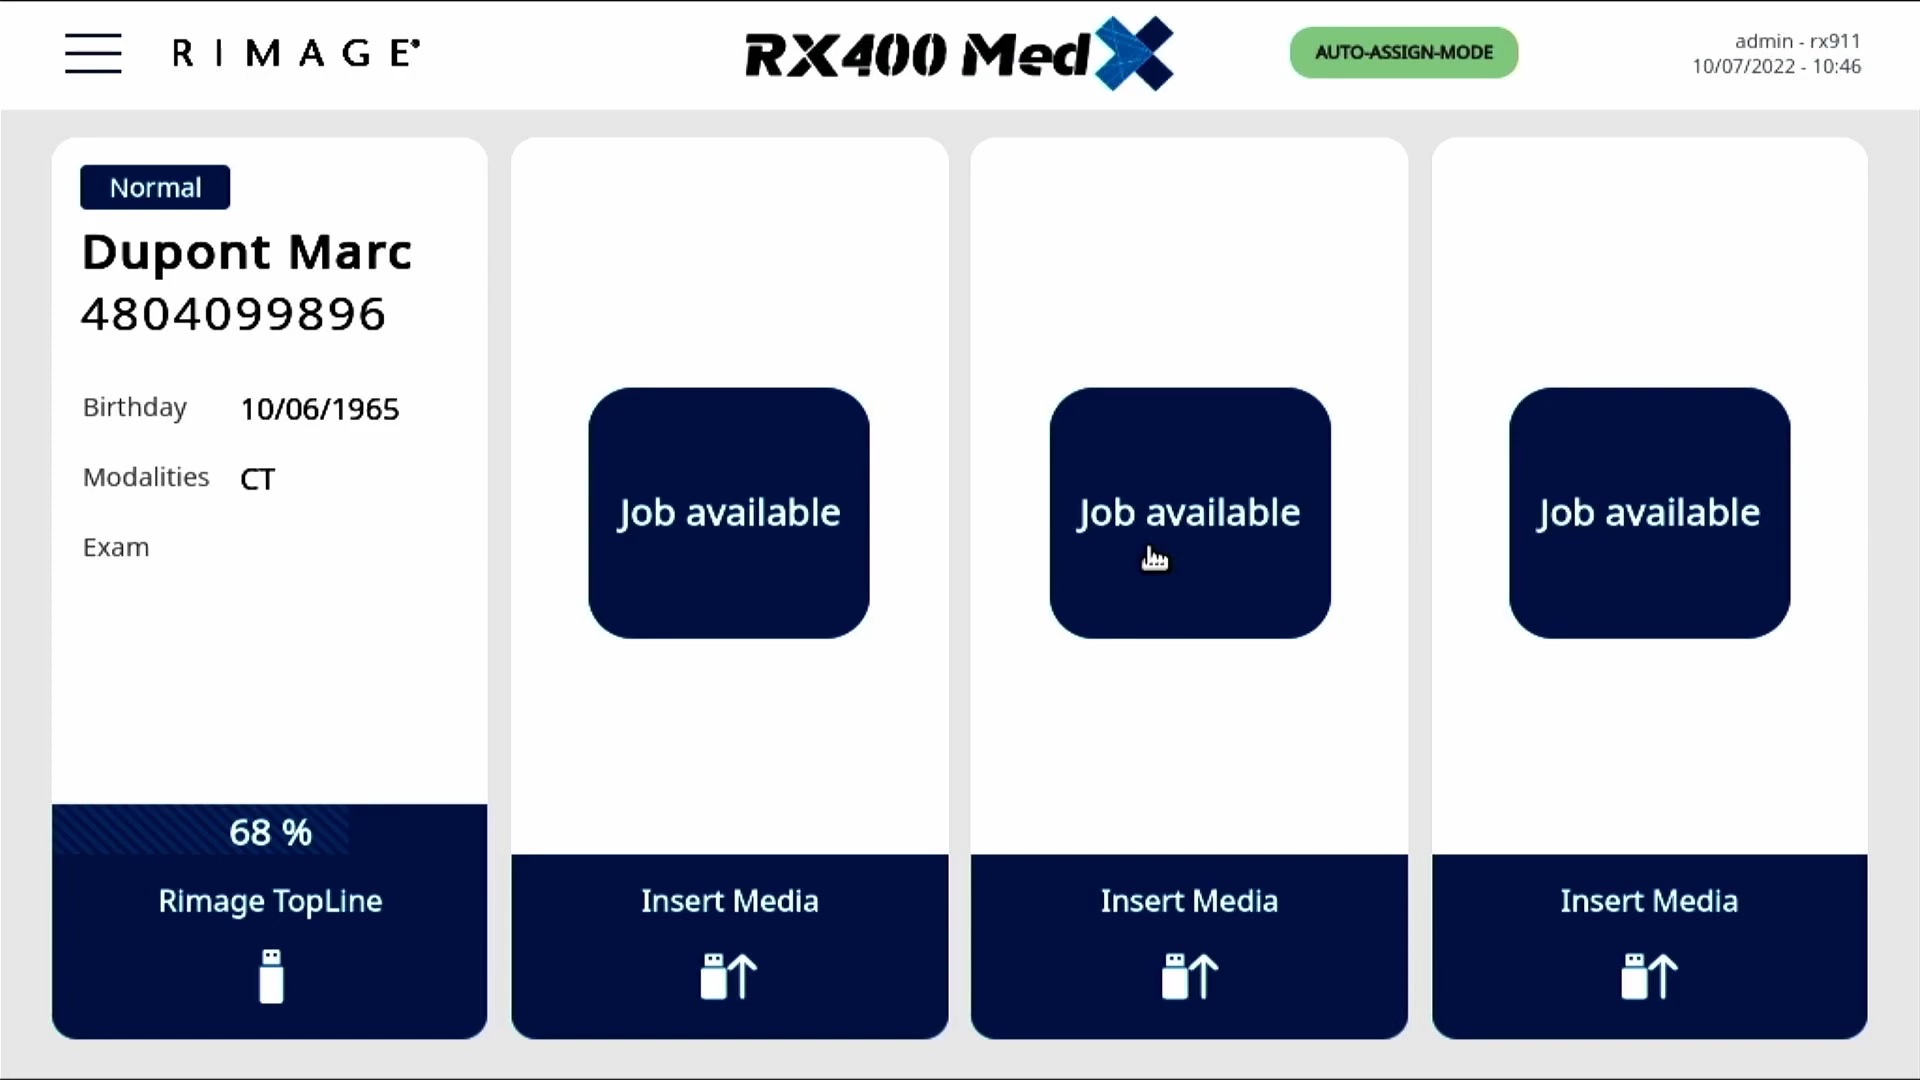 RIMAGE
RX400 MedX
AUTO-ASSIGN-MODE
admin - rx911
10/07/2022 - 10:46
Normal
Dupont Marc
4804099896
Birthday 10/06/1965
Modalities CT
Exam
68 %
Rimage TopLine
Job available
Insert Media
Job available
Insert Media
Job available
Insert Media